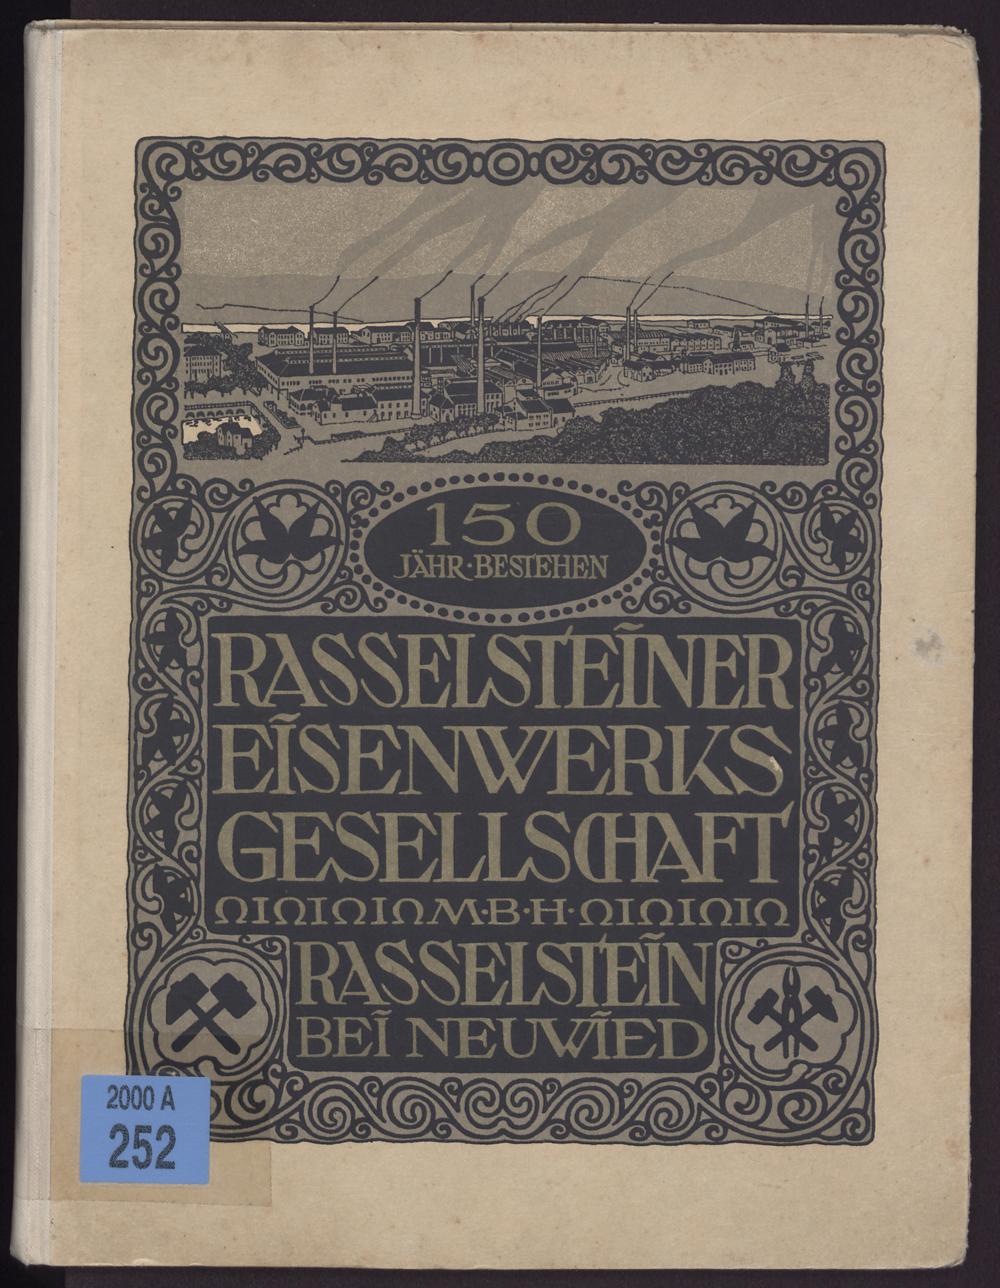 150
JÄHR·BESTEHEN
RASSELSTEINER
EISENWERKS
GESELLSCHAFT
M·B·H·
RASSELSTEIN
BEI NEUWIED
2000 A
252